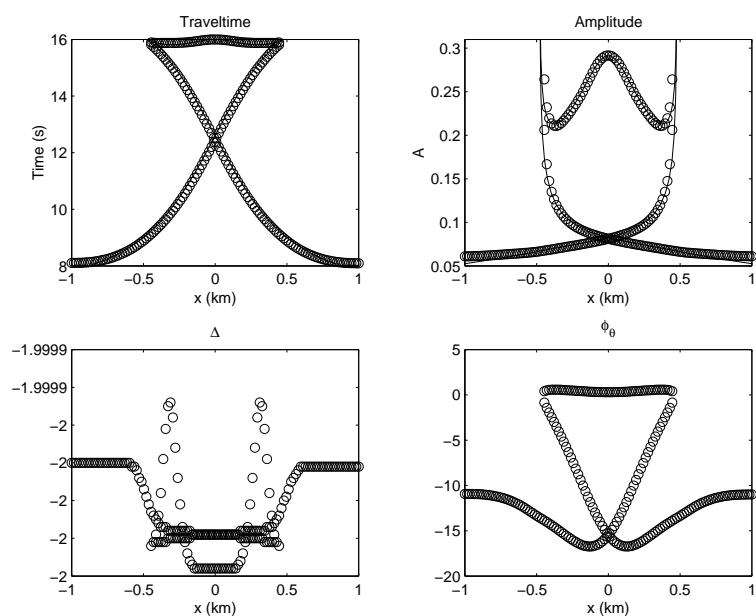 Traveltime
16
14
12
10
8
Time (s)
−1 −0.5 0 0.5 1
x (km)
Amplitude
0.3
0.25
0.2
0.15
0.1
0.05
A
−1 −0.5 0 0.5 1
x (km)
Δ
−1.9999
−1.9999
−2
−2
−2
−2
−2
−1 −0.5 0 0.5 1
x (km)
ϕθ
5
0
−5
−10
−15
−20
−1 −0.5 0 0.5 1
x (km)